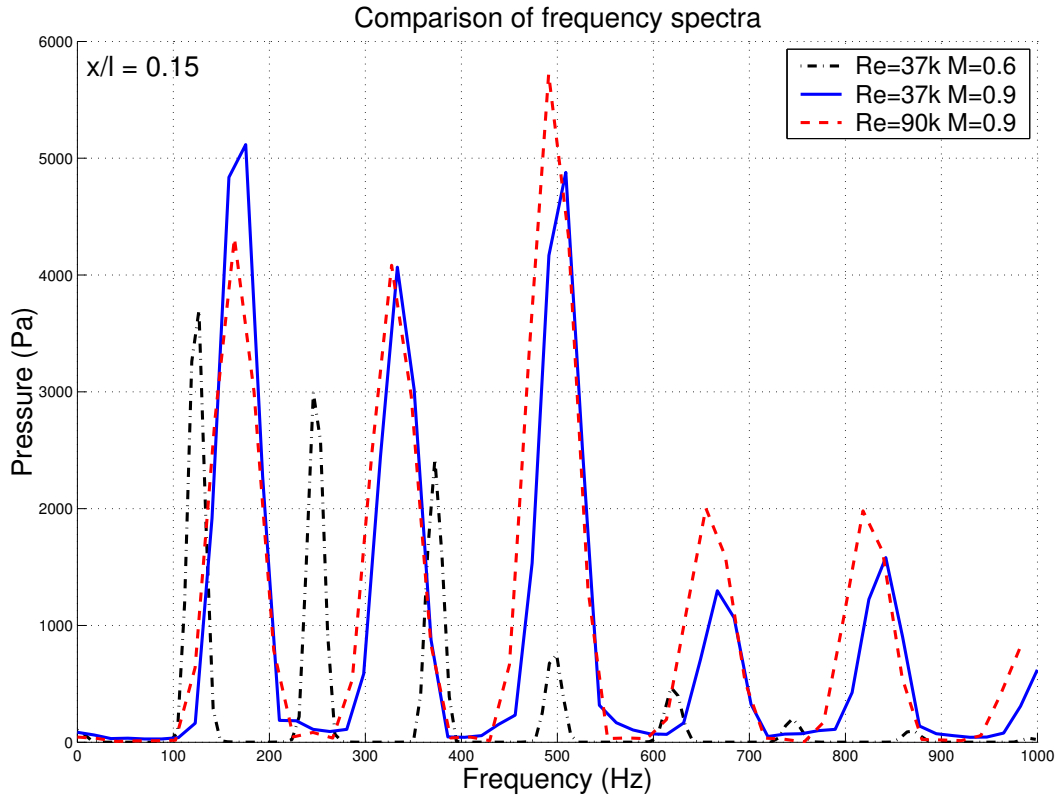 Comparison of frequency spectra
x/l = 0.15
Re=37k M=0.6
Re=37k M=0.9
Re=90k M=0.9
6000
5000
4000
3000
2000
1000
0
Pressure (Pa)
0 100 200 300 400 500 600 700 800 900 1000
Frequency (Hz)